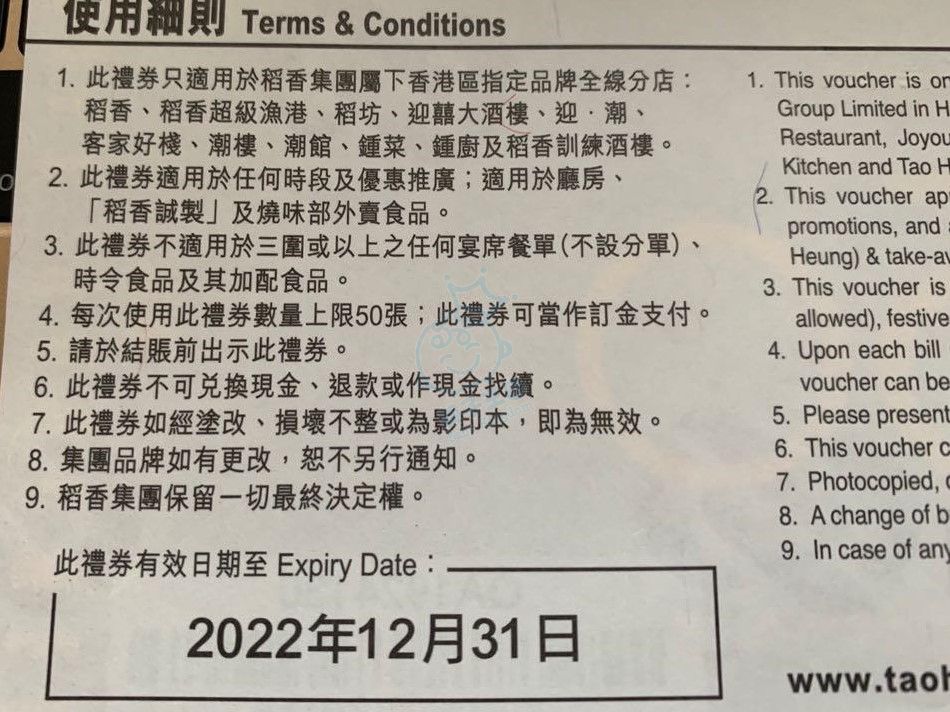 使用細則 Terms & Conditions
1. 此禮券只適用於稻香集團屬下香港區指定品牌全線分店：
稻香、稻香超級漁港、稻坊、迎囍大酒樓、迎‧潮、
客家好棧、潮樓、潮館、鍾菜、鍾廚及稻香訓練酒樓。
2. 此禮券適用於任何時段及優惠推廣；適用於廳房、
「稻香誠製」及燒味部外賣食品。
3. 此禮券不適用於三圍或以上之任何宴席餐單(不設分單)、
時令食品及其加配食品。
4. 每次使用此禮券數量上限50張；此禮券可當作訂金支付。
5. 請於結賬前出示此禮券。
6. 此禮券不可兌換現金、退款或作現金找續。
7. 此禮券如經塗改、損壞不整或為影印本，即為無效。
8. 集團品牌如有更改，恕不另行通知。
9. 稻香集團保留一切最終決定權。
此禮券有效日期至 Expiry Date：
2022年12月31日
1. This voucher is
Group Limited in
Restaurant,
Kitchen and Tao
2. This voucher
promotions, and
Heung) &
3. This voucher is
allowed),
4. Upon each bill
voucher can be
5. Please present
6. This voucher
7. Photocopied,
8. A change of
9. In case of any
www.tao